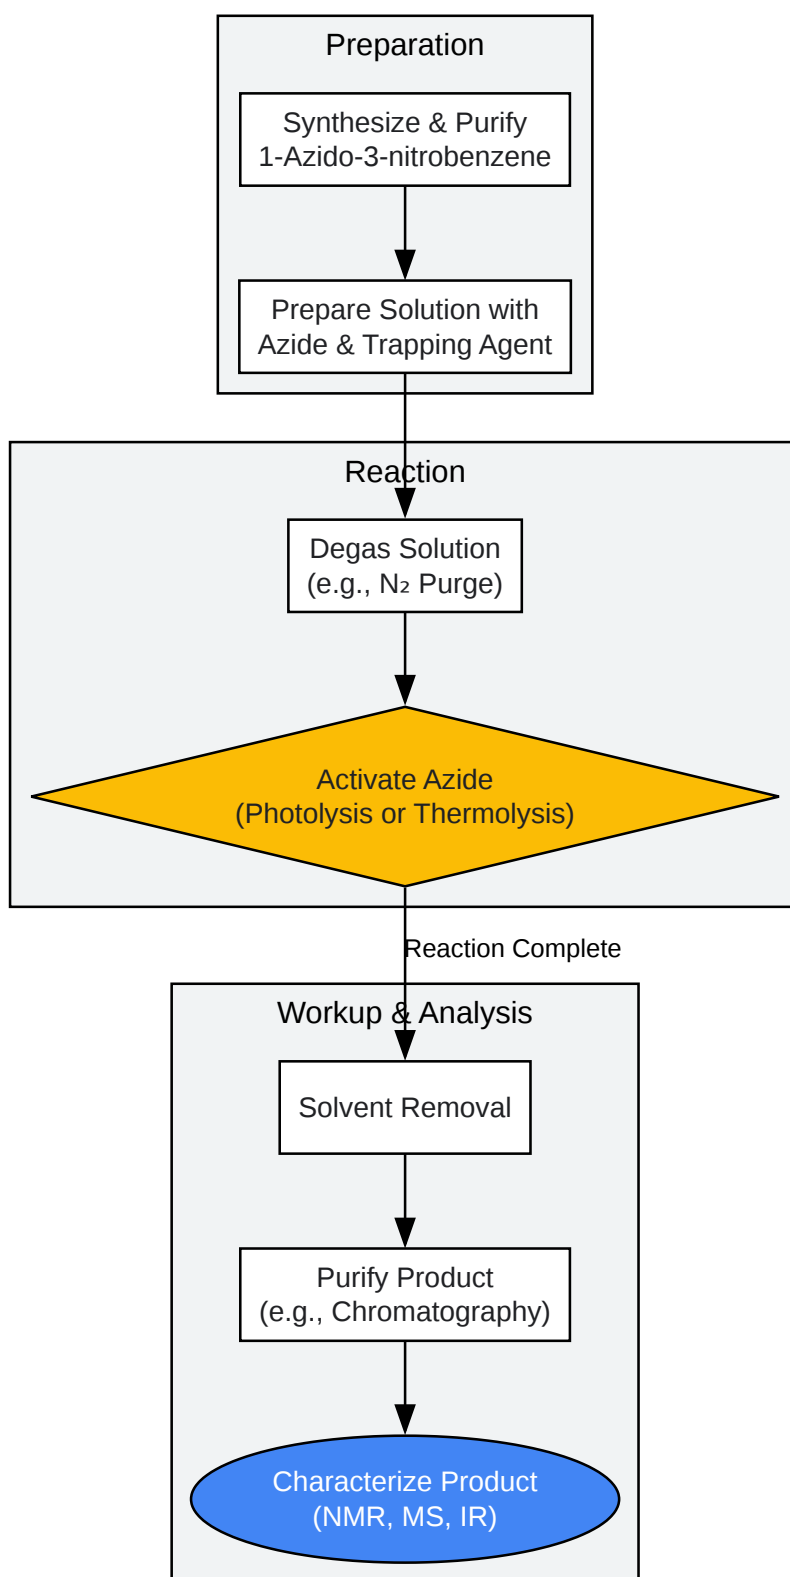 Preparation
Synthesize & Purify
1-Azido-3-nitrobenzene
Prepare Solution with
Azide & Trapping Agent
Reaction
Degas Solution
(e.g., N₂ Purge)
Activate Azide
(Photolysis or Thermolysis)
Reaction Complete
Workup & Analysis
Solvent Removal
Purify Product
(e.g., Chromatography)
Characterize Product
(NMR, MS, IR)